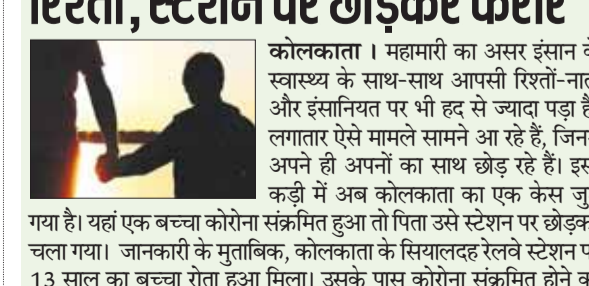 रिश्ता, स्टेशन पर छोड़कर फरार
कोलकाता । महामारी का असर इंसान
स्वास्थ्य के साथ-साथ आपसी रिश्तों-नात
और इंसानियत पर भी हद से ज्यादा पड़ा है
लगातार ऐसे मामले सामने आ रहे हैं, जिन
अपने ही अपनों का साथ छोड़ रहे हैं। इस
कड़ी में अब कोलकाता का एक केस जु
गया है। यहां एक बच्चा कोरोना संक्रमित हुआ तो पिता उसे स्टेशन पर छोड़क
चला गया। जानकारी के मुताबिक, कोलकाता के सियालदह रेलवे स्टेशन प
13 साल का बच्चा रोता हुआ मिला। उसके पास कोरोना संक्रमित होने क